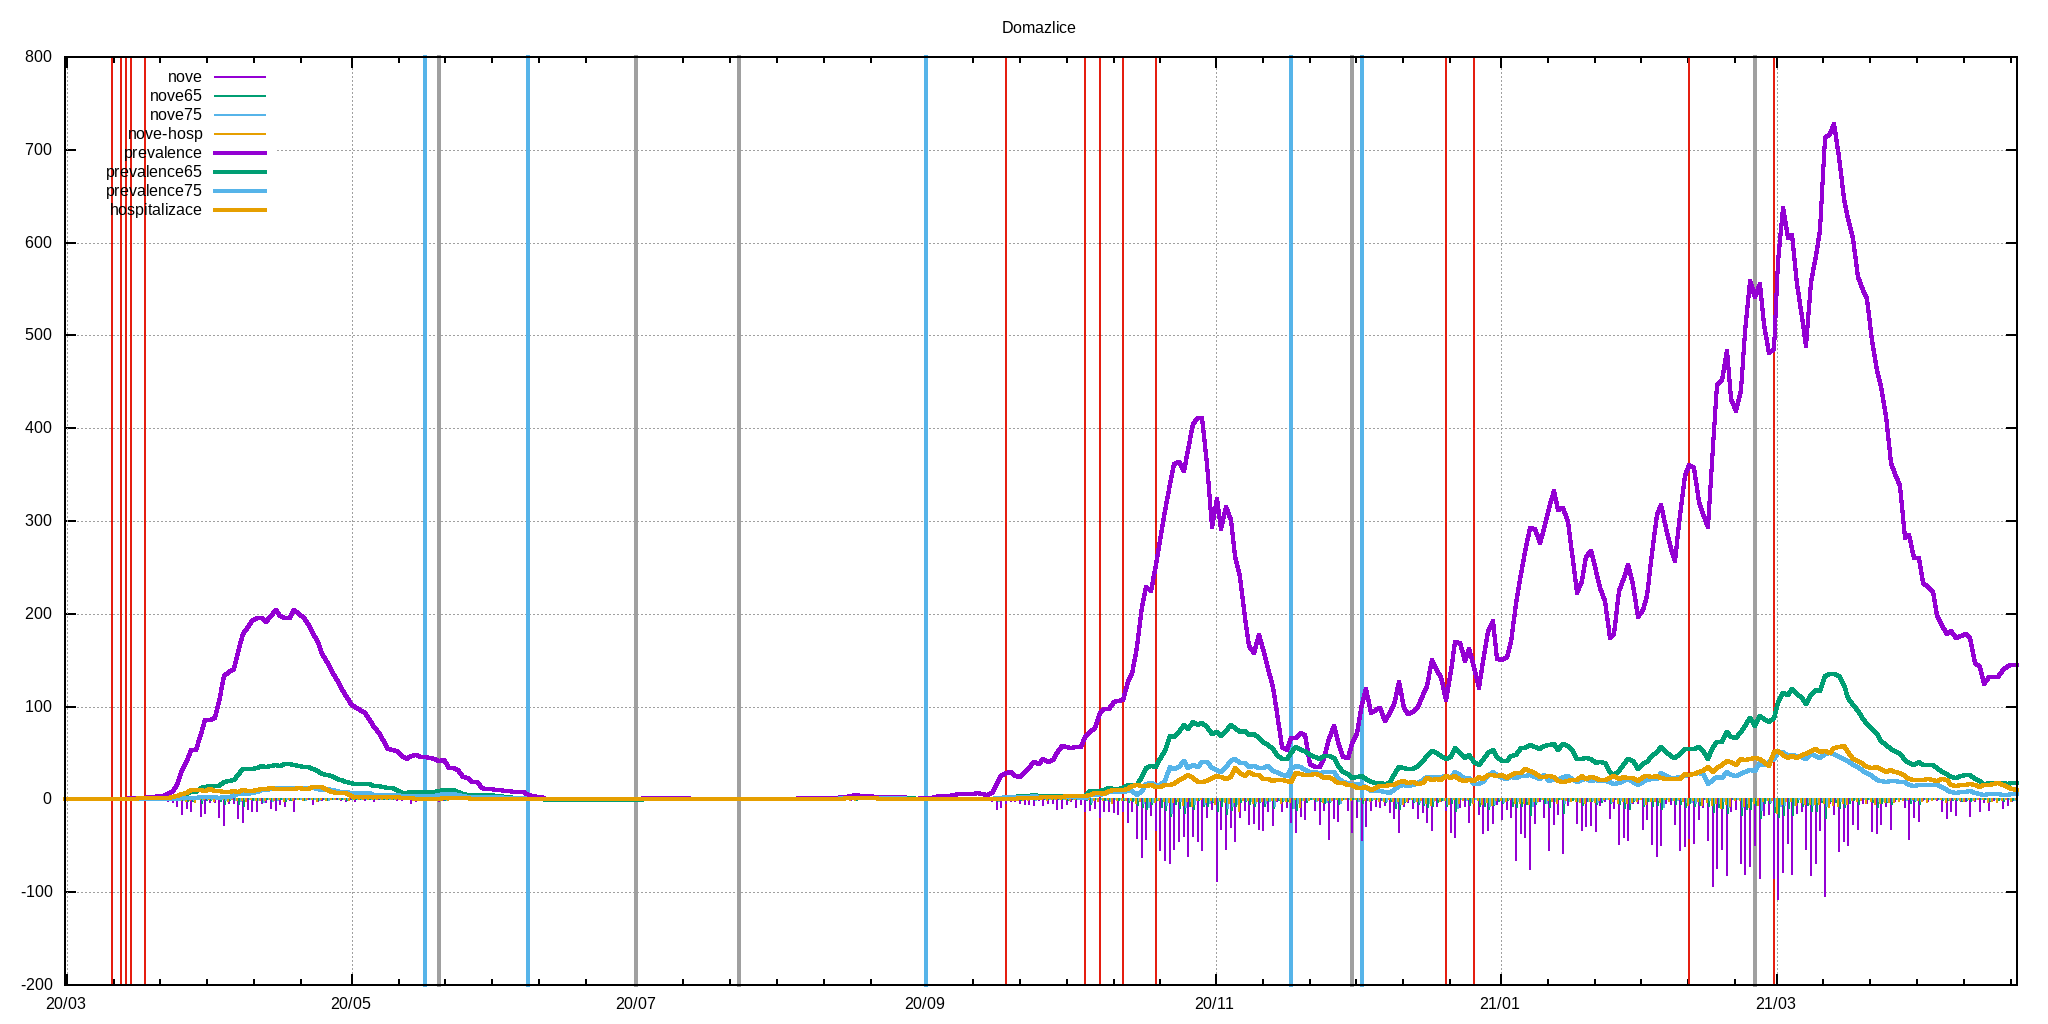 Domazlice
800
nove
nove65
nove75
nove-hosp
700
prevalence
prevalence65
prevalence75
hospitalizace
600
500
400
300
200
100
0
-100
-200
20/03
20/05
20/07
20/09
20/11
21/01
21/03